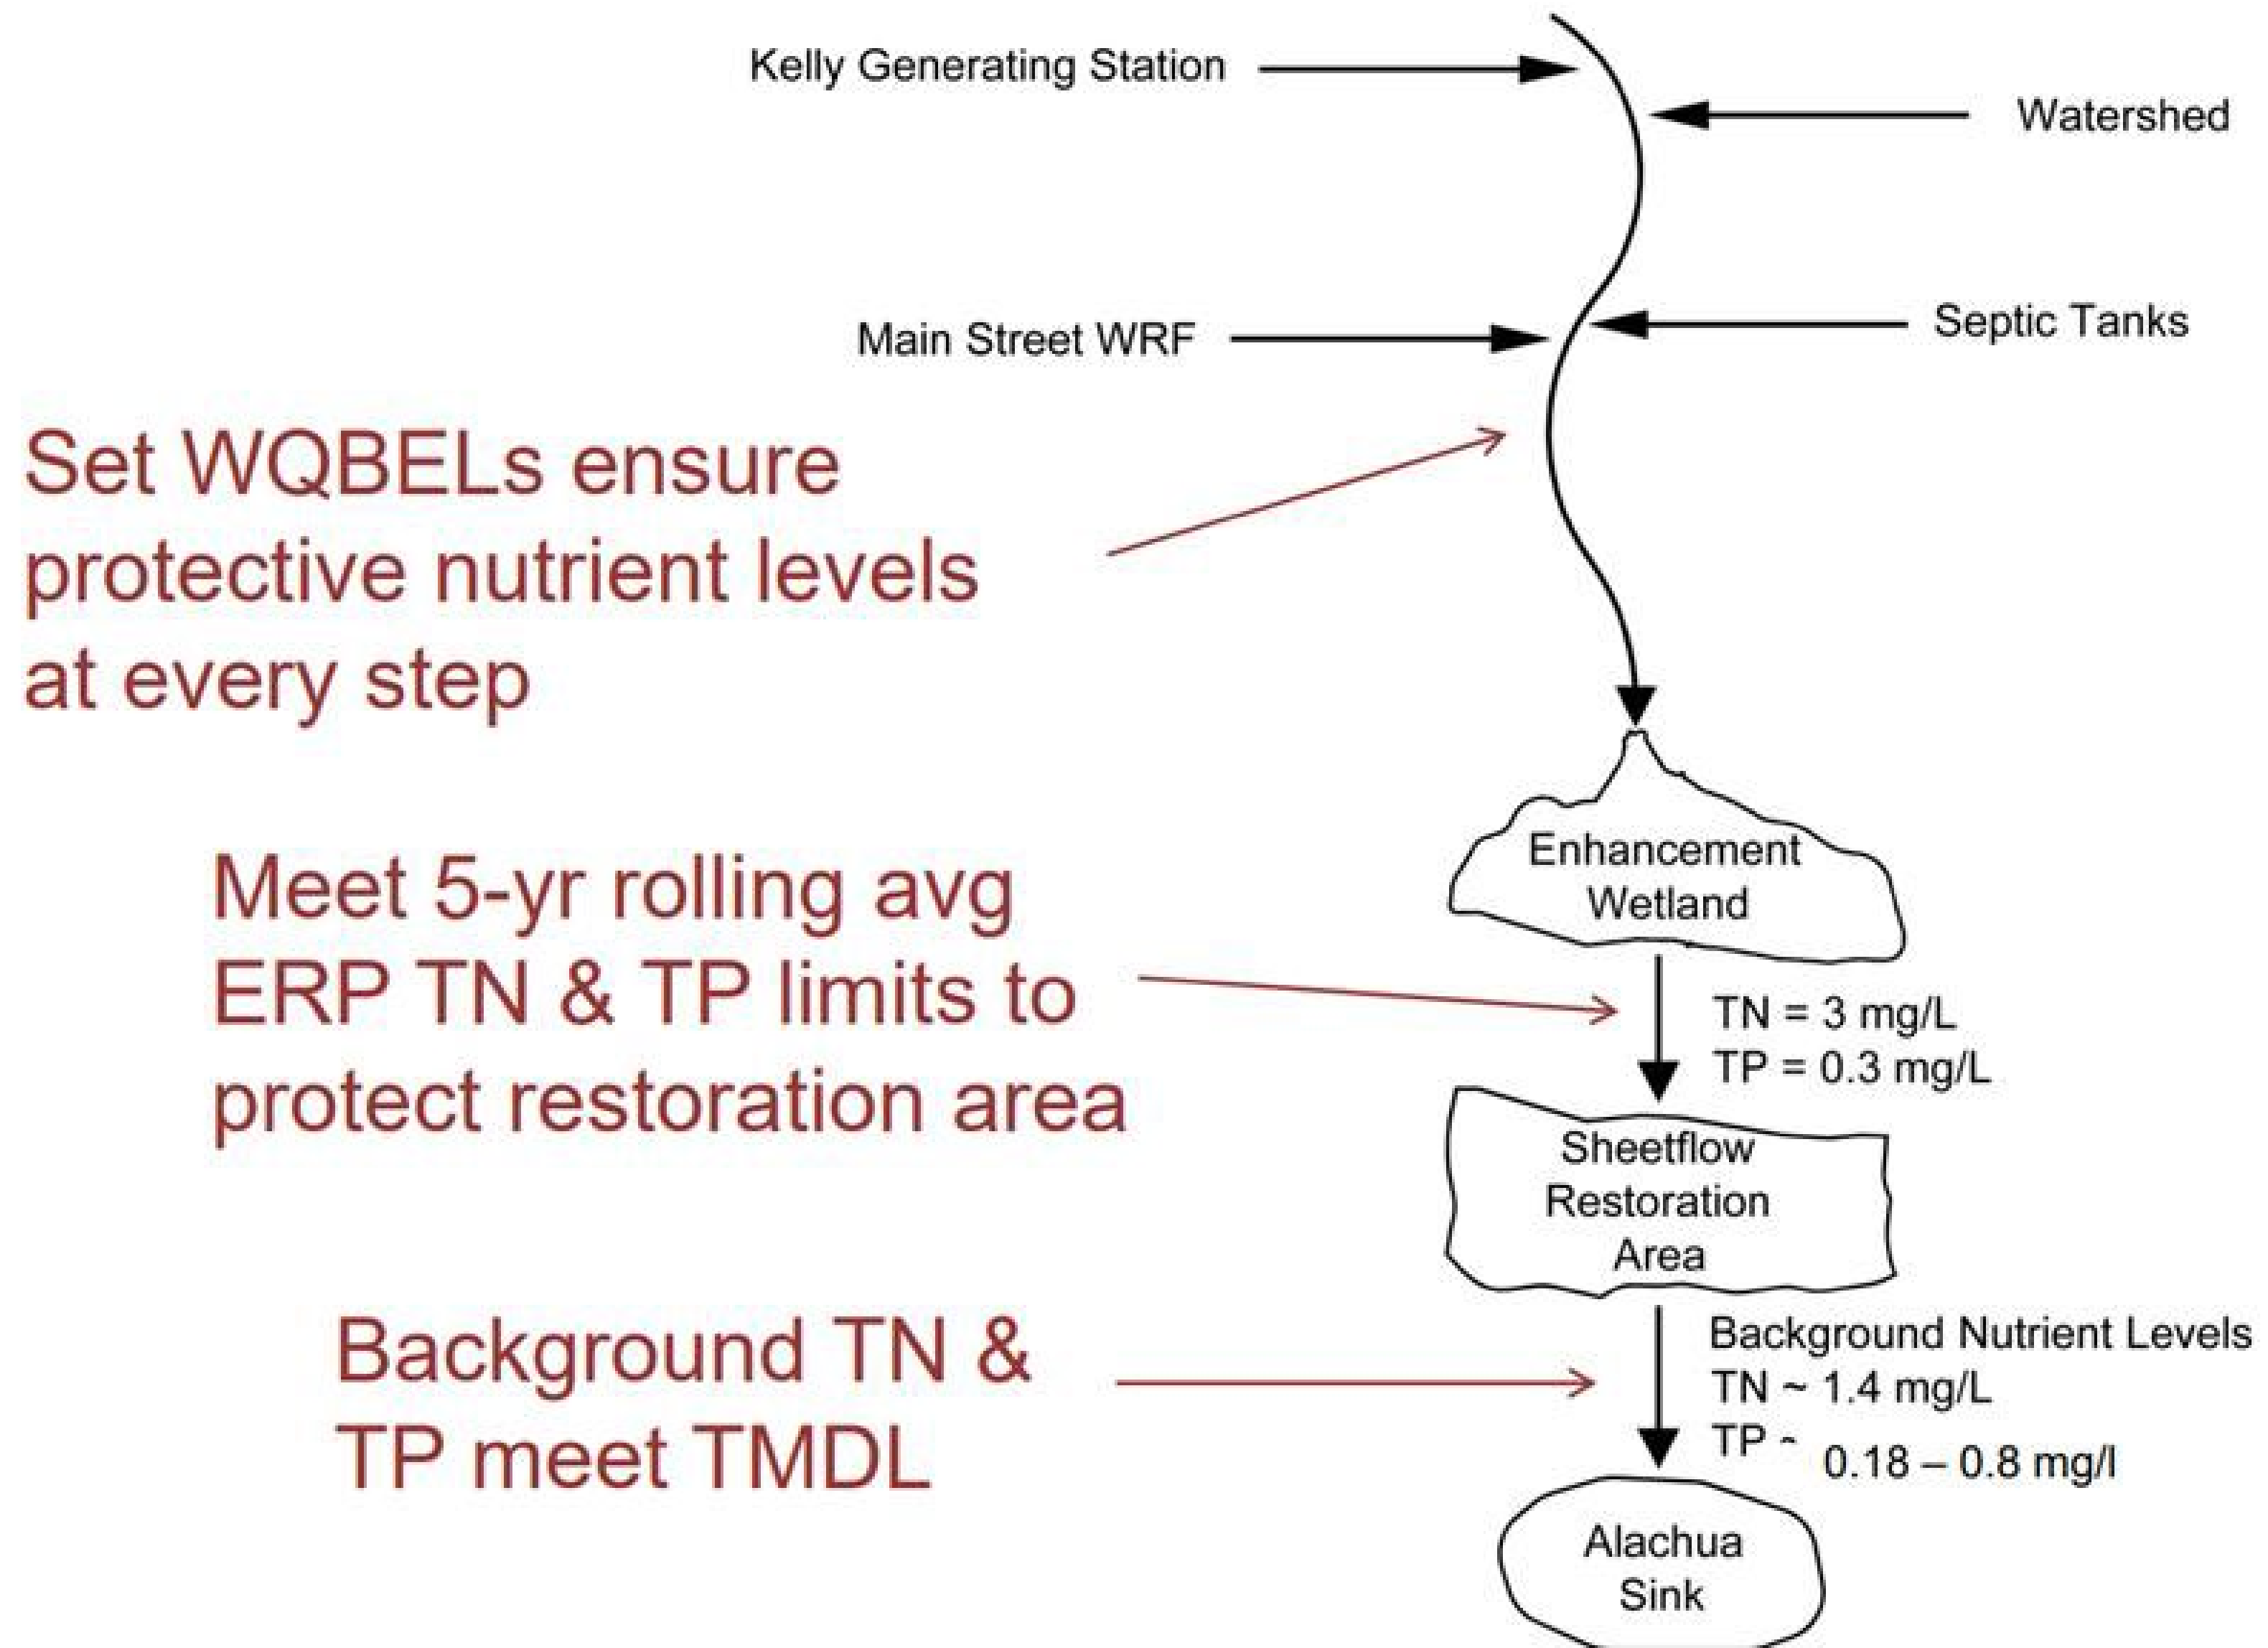 Kelly Generating Station
Watershed
Septic Tanks
Main Street WRF
Set WQBELs ensure
protective nutrient levels
at every step
Enhancement
Wetland
Meet 5-yr rolling avg
ERP TN & TP limits to
protect restoration area
TN = 3 mg/L
TP = 0.3 mg/L
Sheetflow
Restoration
Area
Background TN &
TP meet TMDL
Background Nutrient Levels
TN ~ 1.4 mg/L
TP ~ 0.18 – 0.8 mg/l
Alachua
Sink